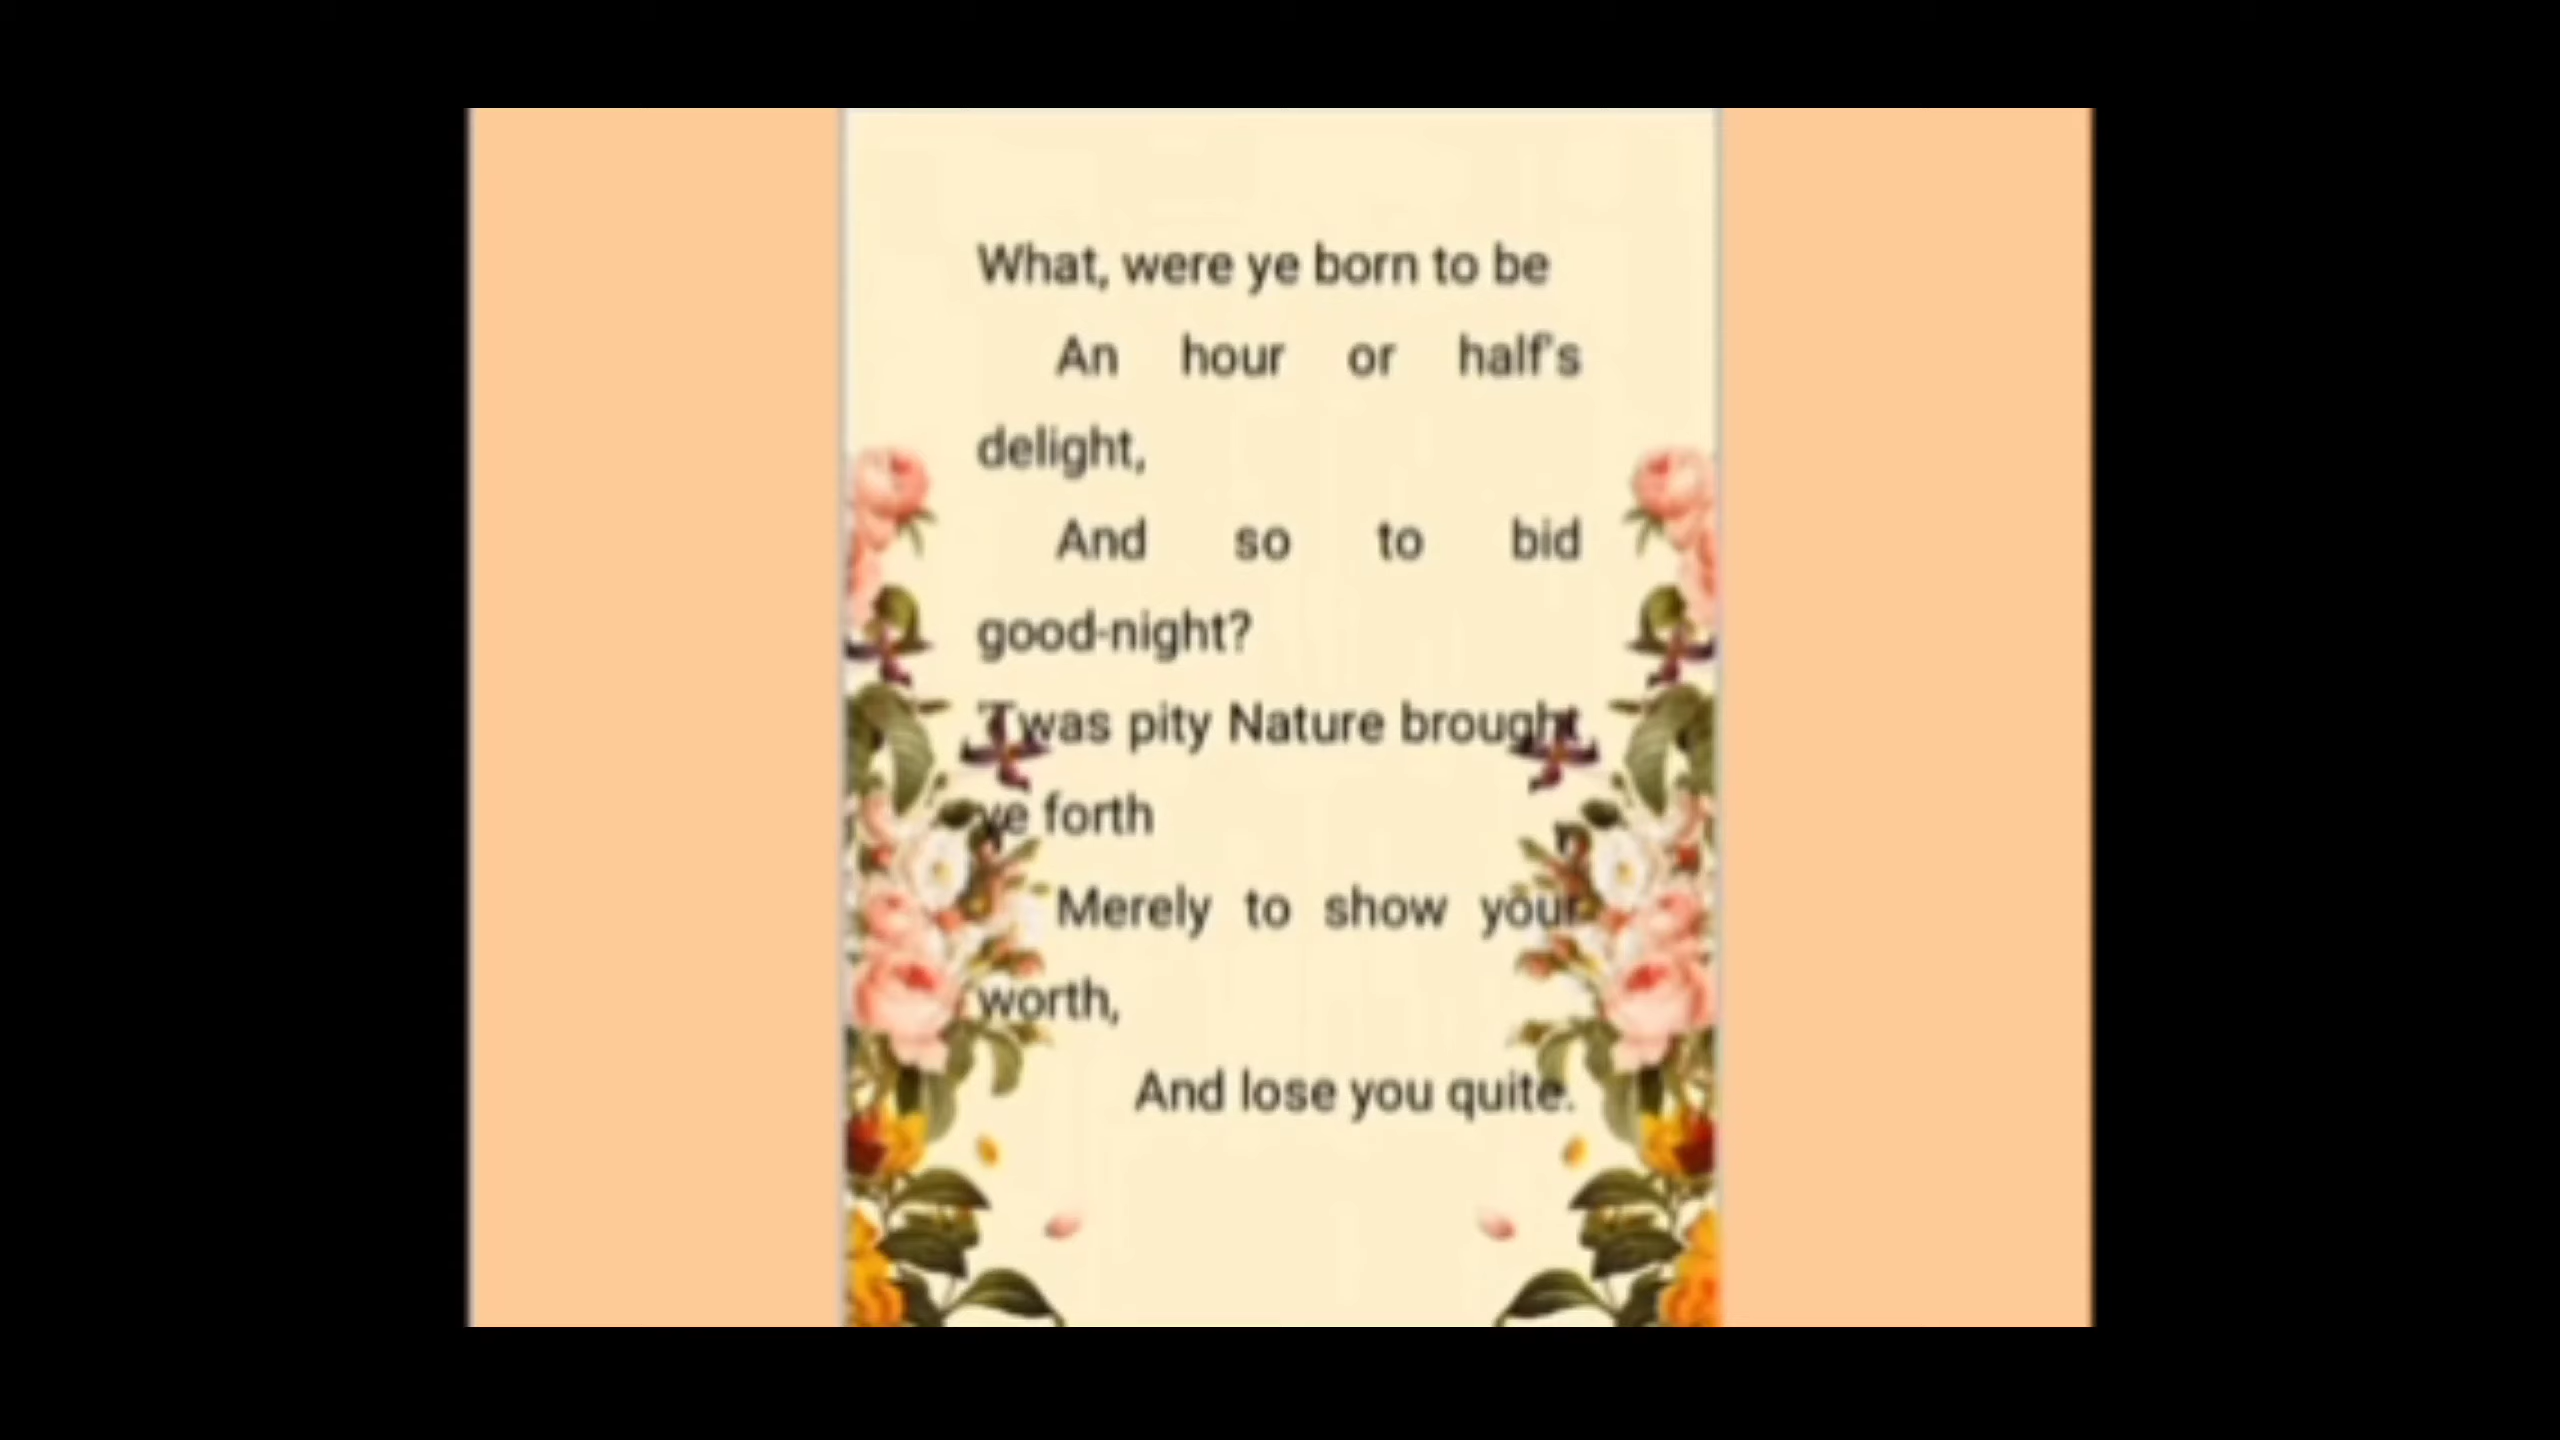 What, were ye born to be
An hour or half's
delight,
And so to bid
good-night?
'Twas pity Nature brought
ye forth
Merely to show your
worth,
And lose you quite.